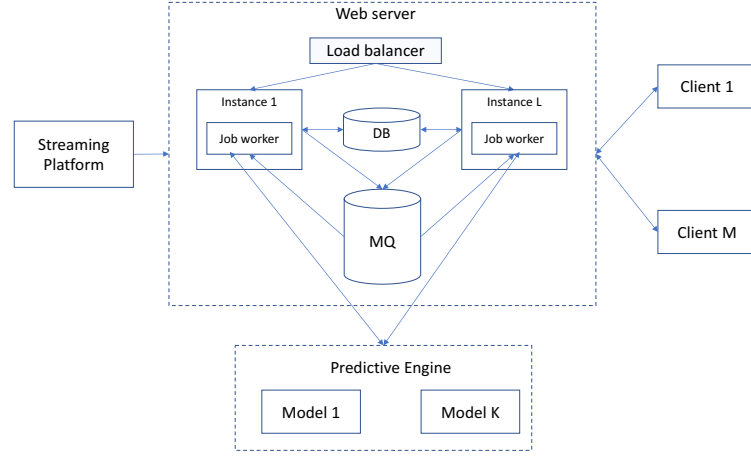 Web server
Load balancer
Instance 1
Instance L
Client 1
DB
Job worker
Job worker
Streaming
Platform
MQ
Client M
Predictive Engine
Model 1
Model K